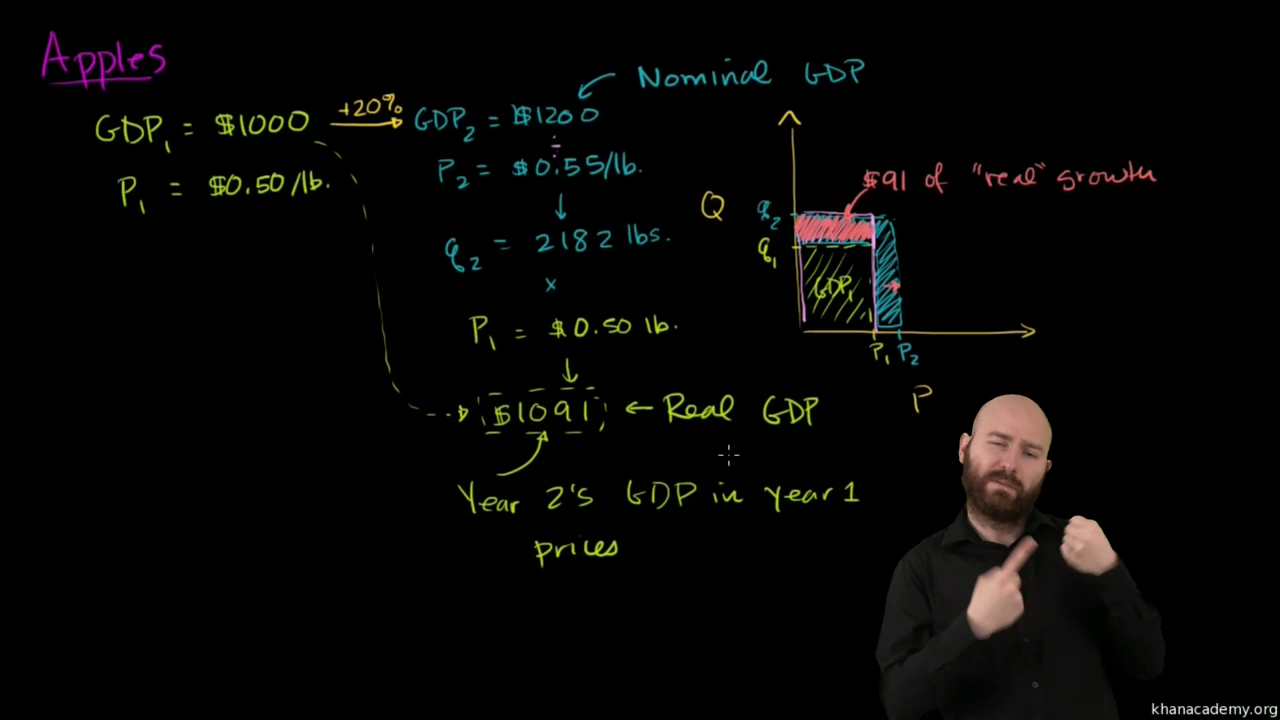 Apples
GDP₁ = $1000
+20%
GDP₂ = $1200
Nominal GDP
P₁ = $0.50/lb.
÷
P₂ = $0.55/lb.
q₂ = 2182 lbs.
x
P₁ = $0.50 lb.
$1091
Real GDP
Year 2's GDP in year 1
prices
$91 of "real" growth
Q
q₂
q₁
GDP₁
P₁ P₂
P
khanacademy.org